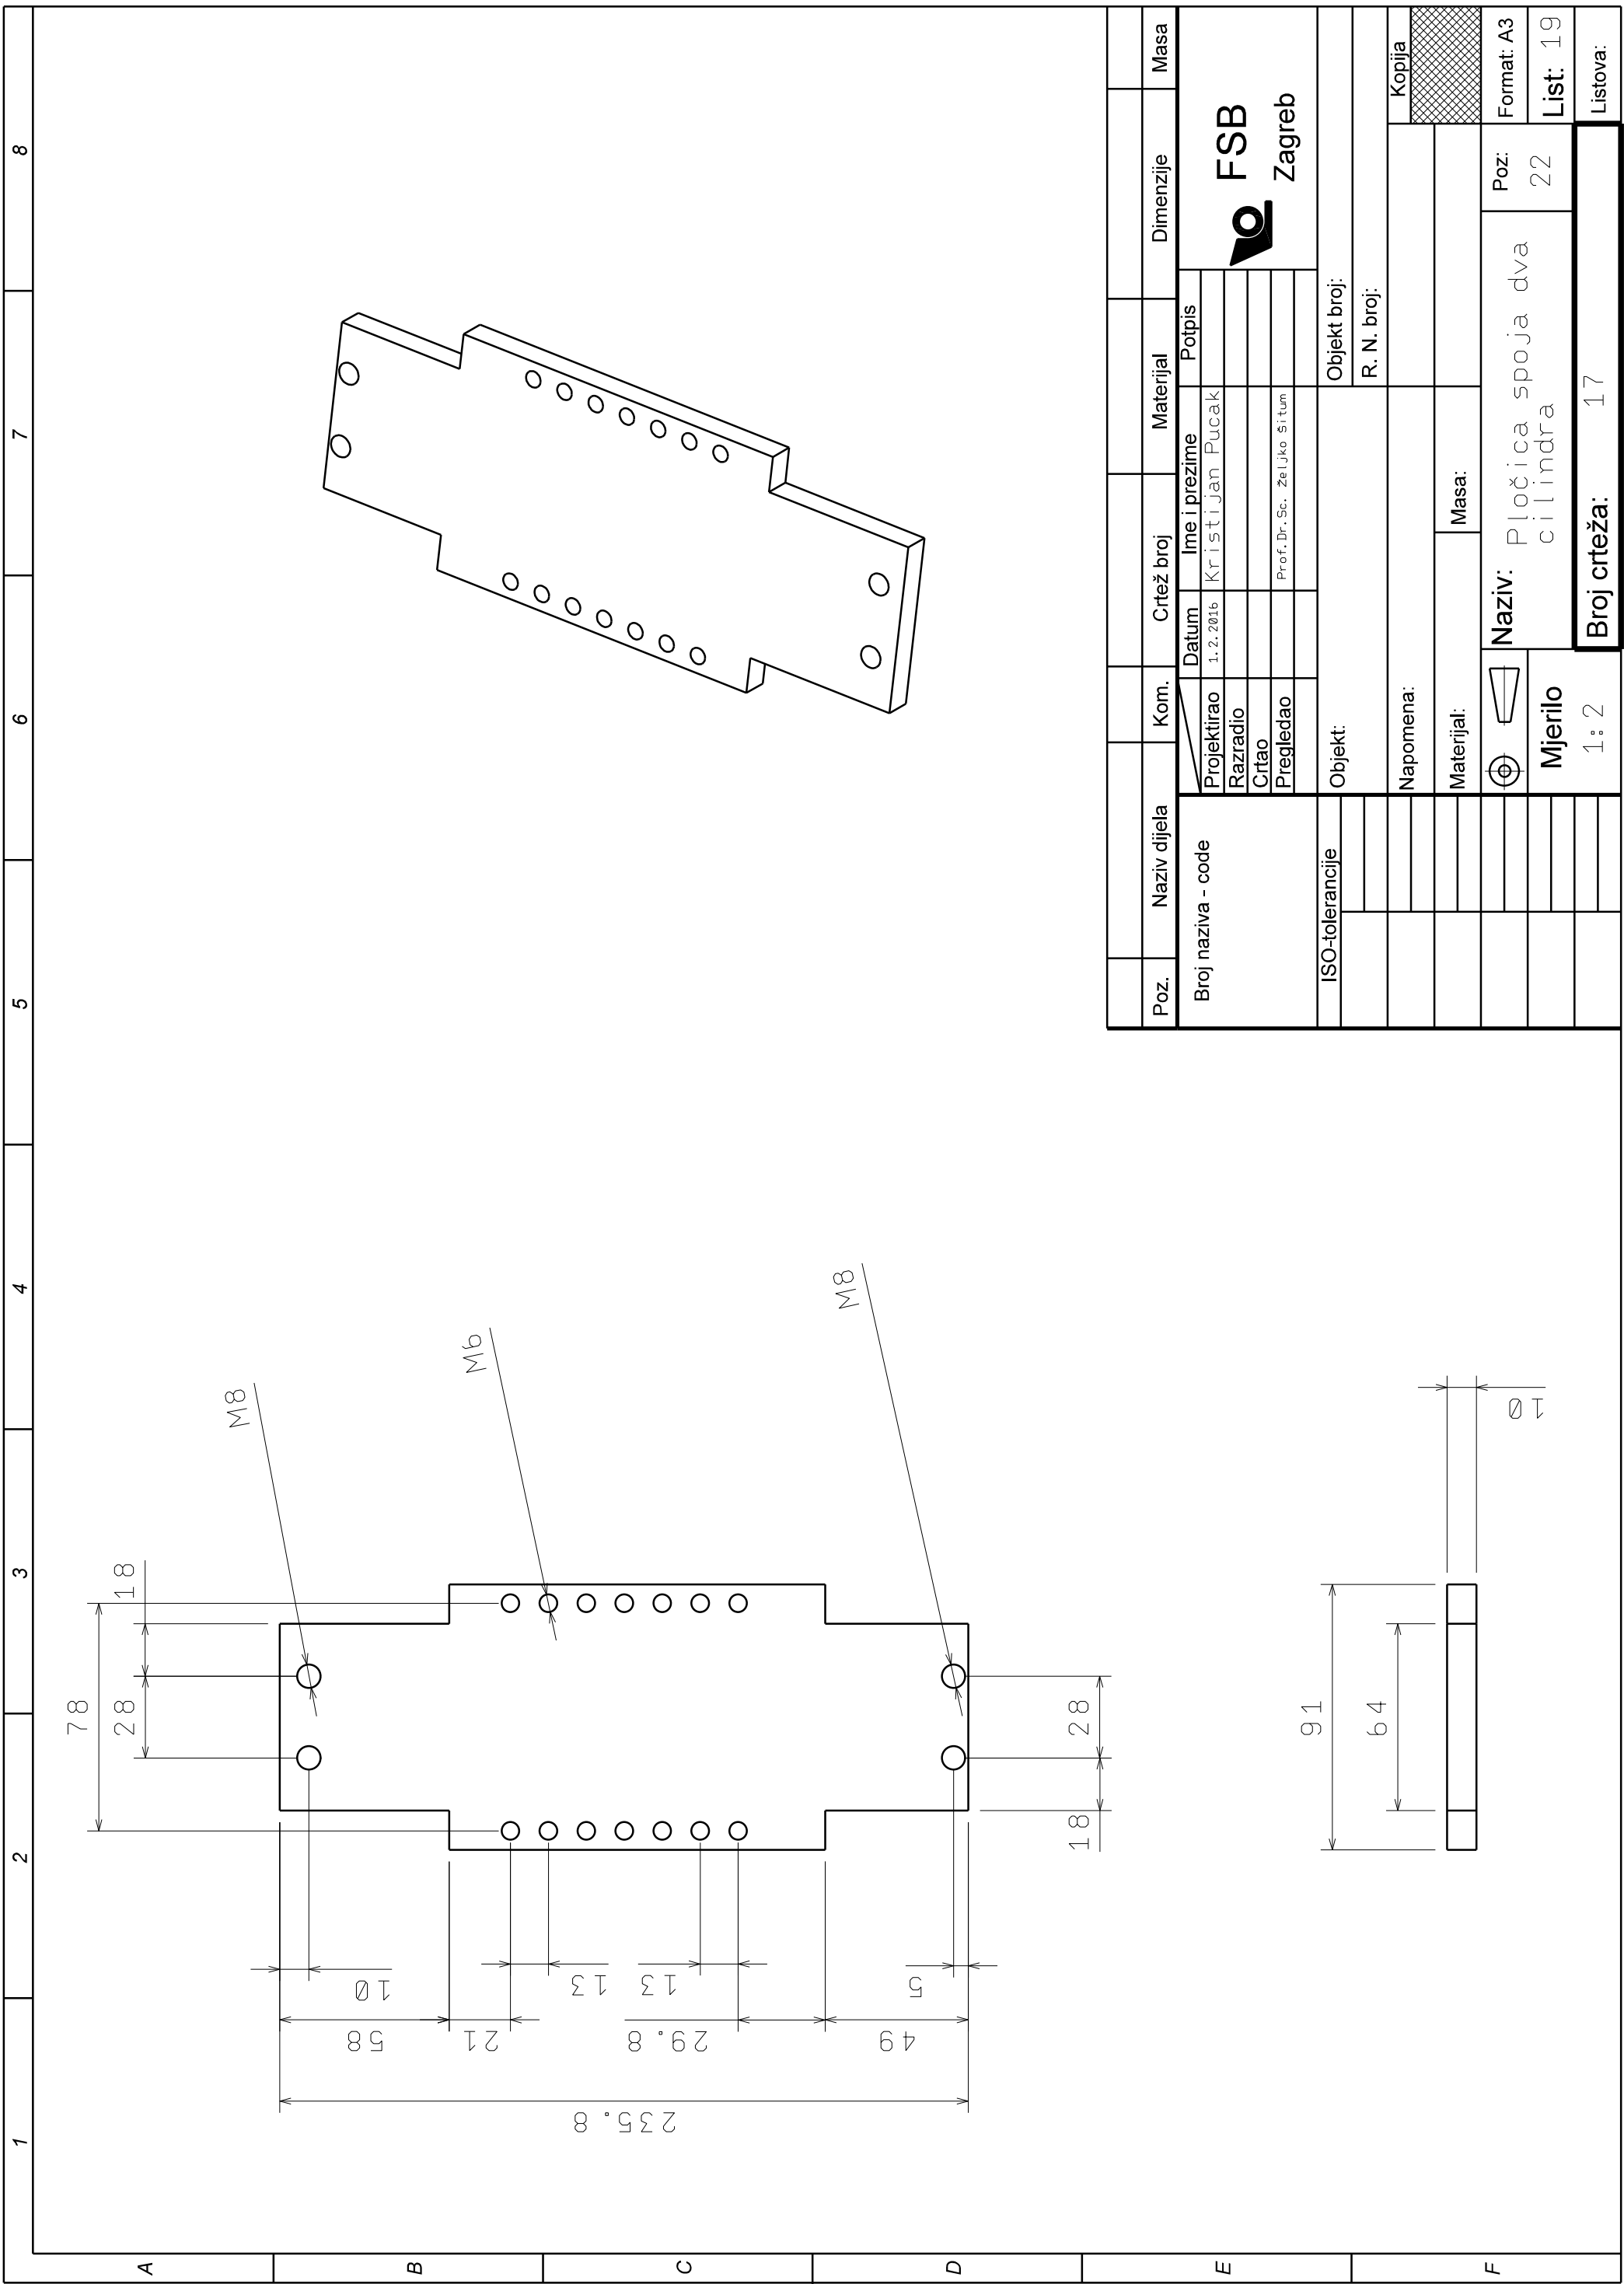 1 2 3 4 5 6 7 8
A
B
C
D
E
F
78
18
28
M8
M6
M8
28
18
10
58
21
13
13
29.8
49
5
235.8
91
64
10
Poz. Naziv dijela Kom. Crtež broj Materijal Dimenzije Masa
Broj naziva - code
Datum Ime i prezime Potpis
Projektirao 1.2.2016 Kristijan Pucak
Razradio
Crtao
Pregledao Prof.Dr.Sc. Željko Šitum
FSB
Zagreb
ISO-tolerancije
Objekt: Objekt broj:
R. N. broj:
Napomena: Kopija
Materijal: Masa:
Naziv: Pločica spoja dva
cilindra
Poz:
22
Format: A3
Mjerilo
1:2
List: 19
Broj crteža: 17
Listova: